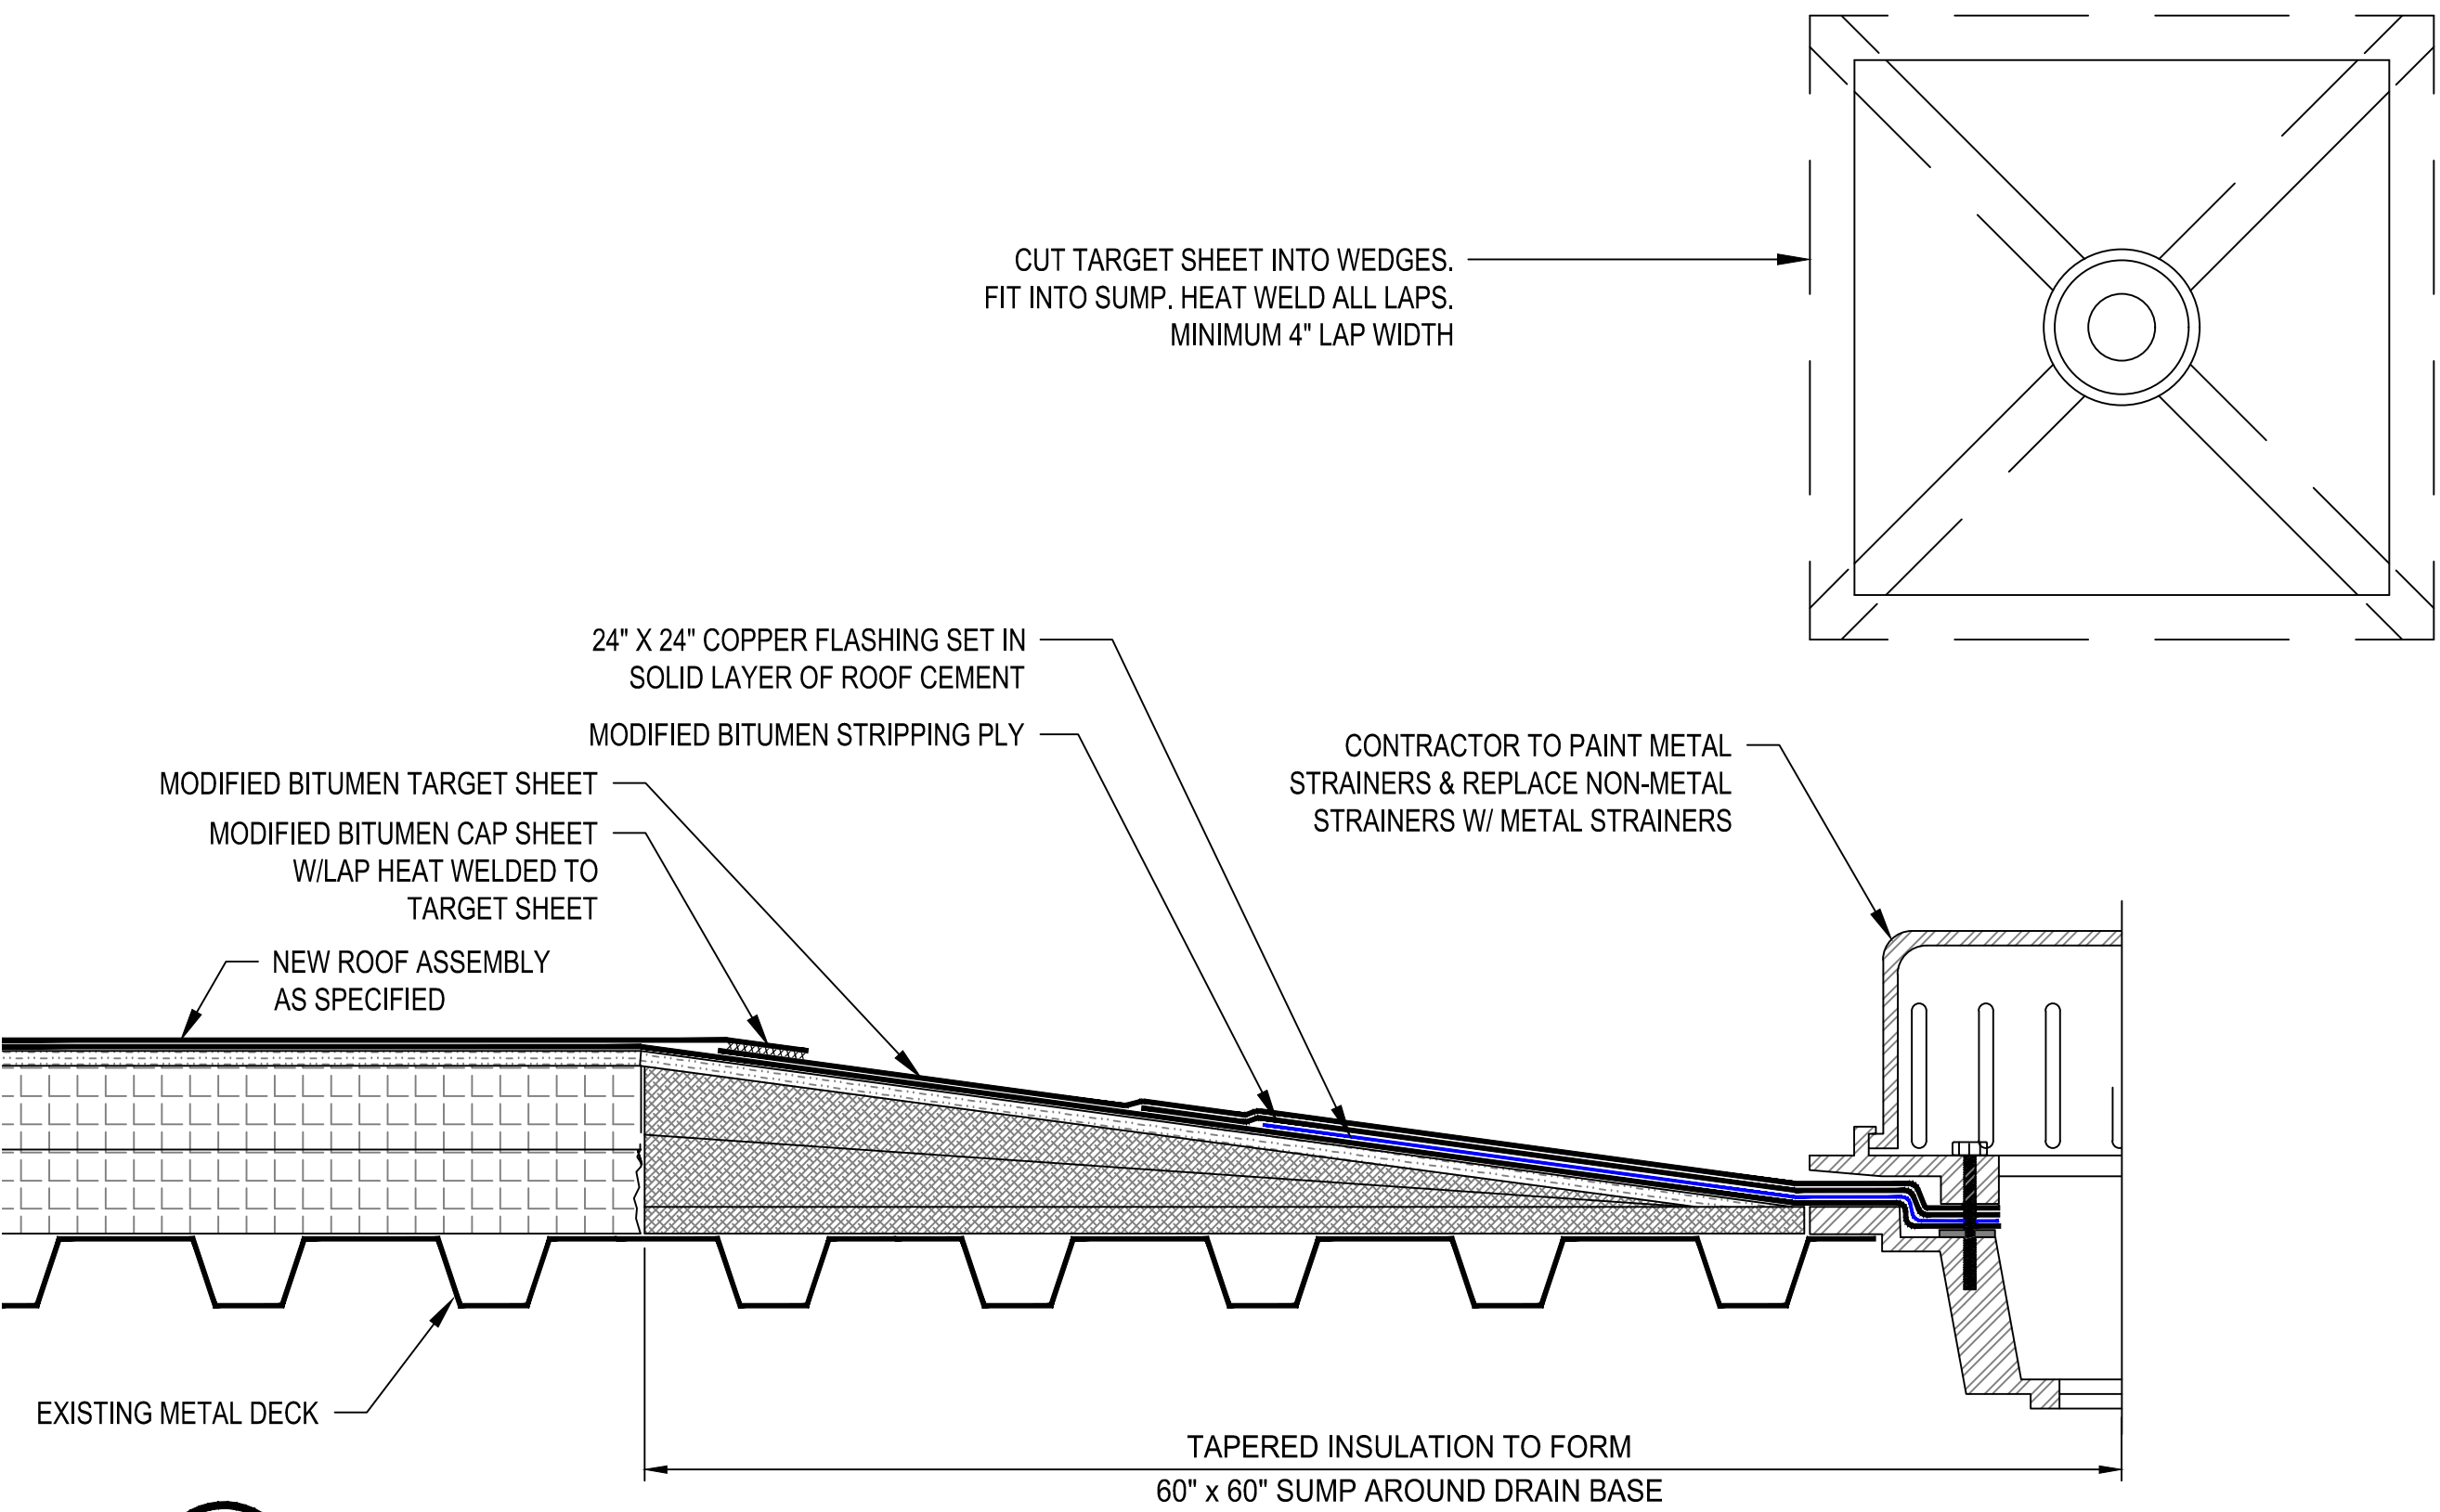 CUT TARGET SHEET INTO WEDGES.
FIT INTO SUMP. HEAT WELD ALL LAPS.
MINIMUM 4" LAP WIDTH
24" X 24" COPPER FLASHING SET IN
SOLID LAYER OF ROOF CEMENT
MODIFIED BITUMEN STRIPPING PLY
CONTRACTOR TO PAINT METAL
STRAINERS & REPLACE NON-METAL
STRAINERS W/ METAL STRAINERS
MODIFIED BITUMEN TARGET SHEET
MODIFIED BITUMEN CAP SHEET
W/LAP HEAT WELDED TO
TARGET SHEET
NEW ROOF ASSEMBLY
AS SPECIFIED
EXISTING METAL DECK
TAPERED INSULATION TO FORM
60" x 60" SUMP AROUND DRAIN BASE